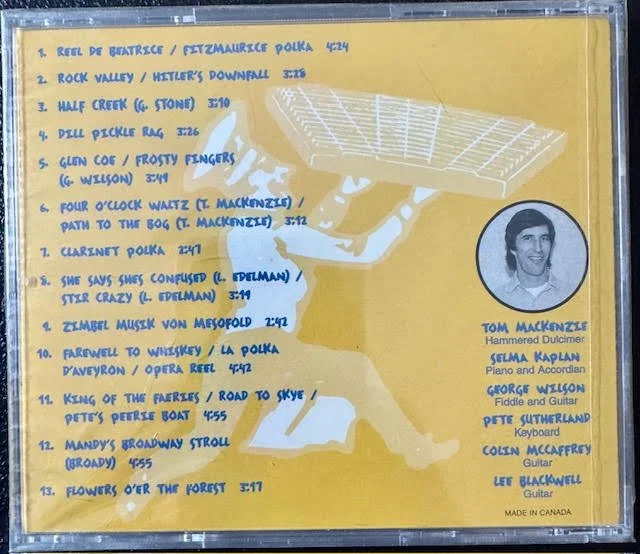 1. REEL DE BEATRICE / FITZMAURICE POLKA 4:24
2. ROCK VALLEY / HITLER'S DOWNFALL 3:28
3. HALF CREEK (G. STONE) 3:10
4. DILL PICKLE RAG 3:26
5. GLEN COE / FROSTY FINGERS
(G. WILSON) 3:49
6. FOUR O'CLOCK WALTZ (T. MACKENZIE) /
PATH TO THE BOG (T. MACKENZIE) 3:12
7. CLARINET POLKA 2:47
8. SHE SAYS SHES CONFUSED (L. EDELMAN) /
STIR CRAZY (L. EDELMAN) 3:19
9. ZIMBEL MUSIK VON MESOFOLD 2:42
10. FAREWELL TO WHISKEY / LA POLKA
D'AVEYRON / OPERA REEL 4:42
11. KING OF THE FAERIES / ROAD TO SKYE /
PETE'S PEERIE BOAT 4:55
12. MANDY'S BROADWAY STROLL
(BROADY) 4:55
13. FLOWERS O'ER THE FOREST 3:17
TOM MACKENZIE
Hammered Dulcimer
SELMA KAPLAN
Piano and Accordian
GEORGE WILSON
Fiddle and Guitar
PETE SUTHERLAND
Keyboard
COLIN MCCAFFREY
Guitar
LEE BLACKWELL
Guitar
MADE IN CANADA